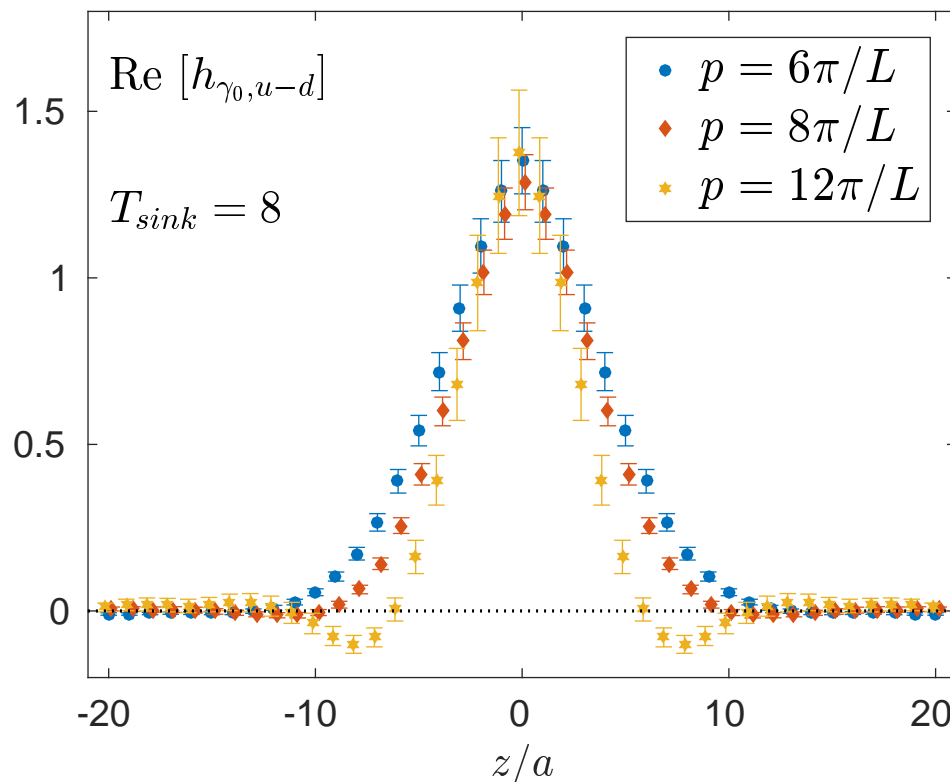 Re [h_{γ₀,u−d}]
T_{sink} = 8
p = 6π/L
p = 8π/L
p = 12π/L
1.5
1
0.5
0
-20 -10 0 10 20
z/a